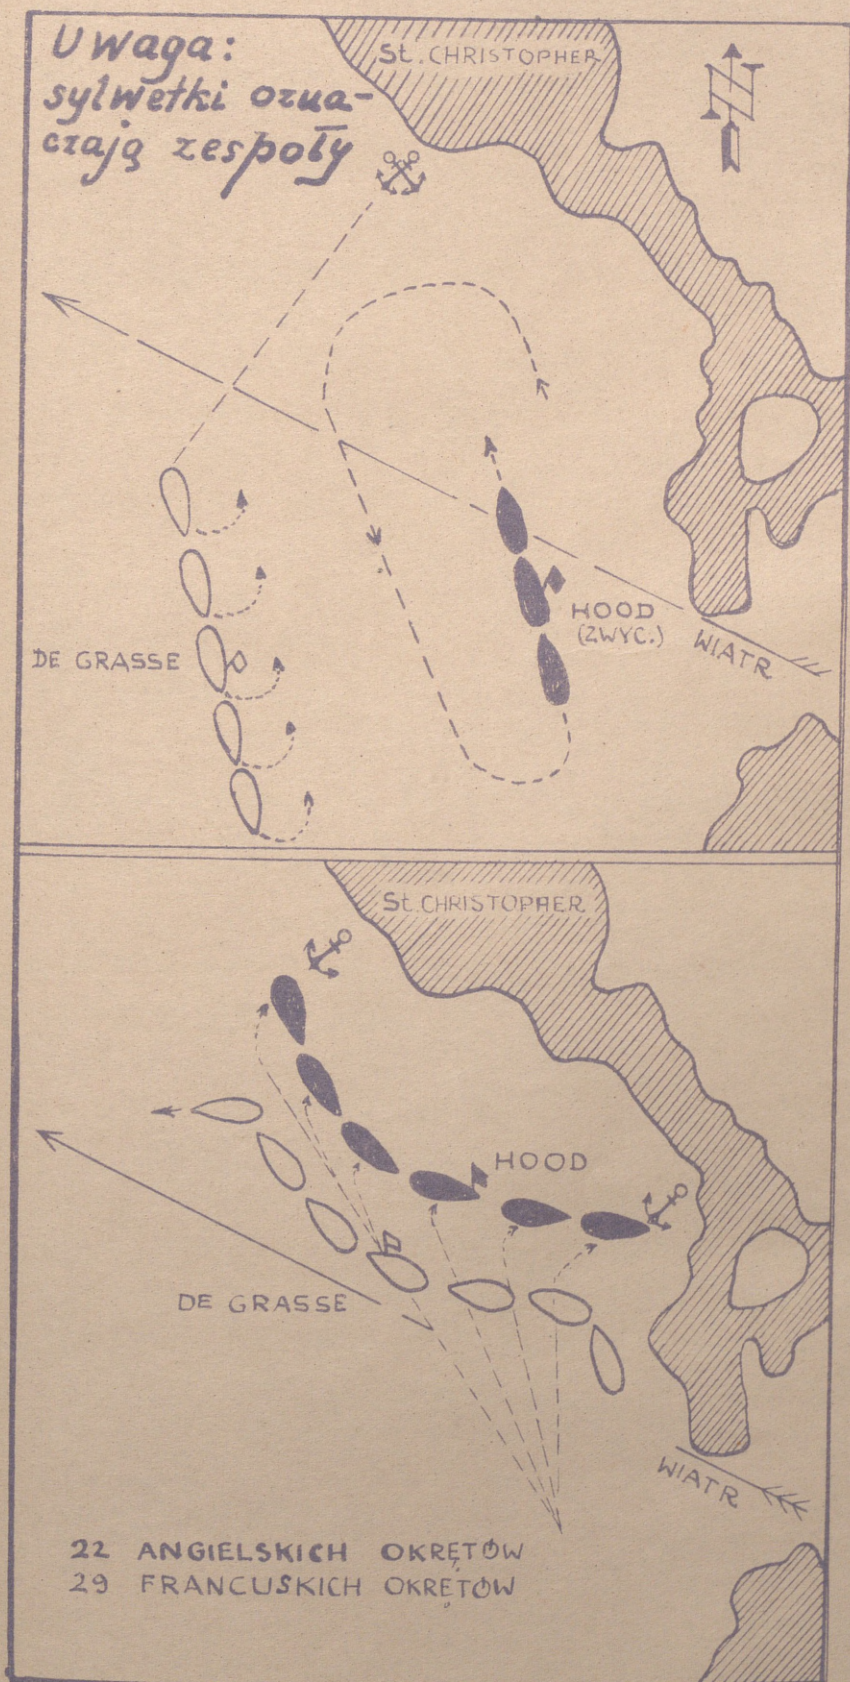 Uwaga:
sylwetki ozna-
czają zespoły
St. CHRISTOPHER
N
DE GRASSE
HOOD
(ZWYC.)
WIATR
St. CHRISTOPHER
HOOD
DE GRASSE
WIATR
22 ANGIELSKICH OKRĘTÓW
29 FRANCUSKICH OKRĘTÓW